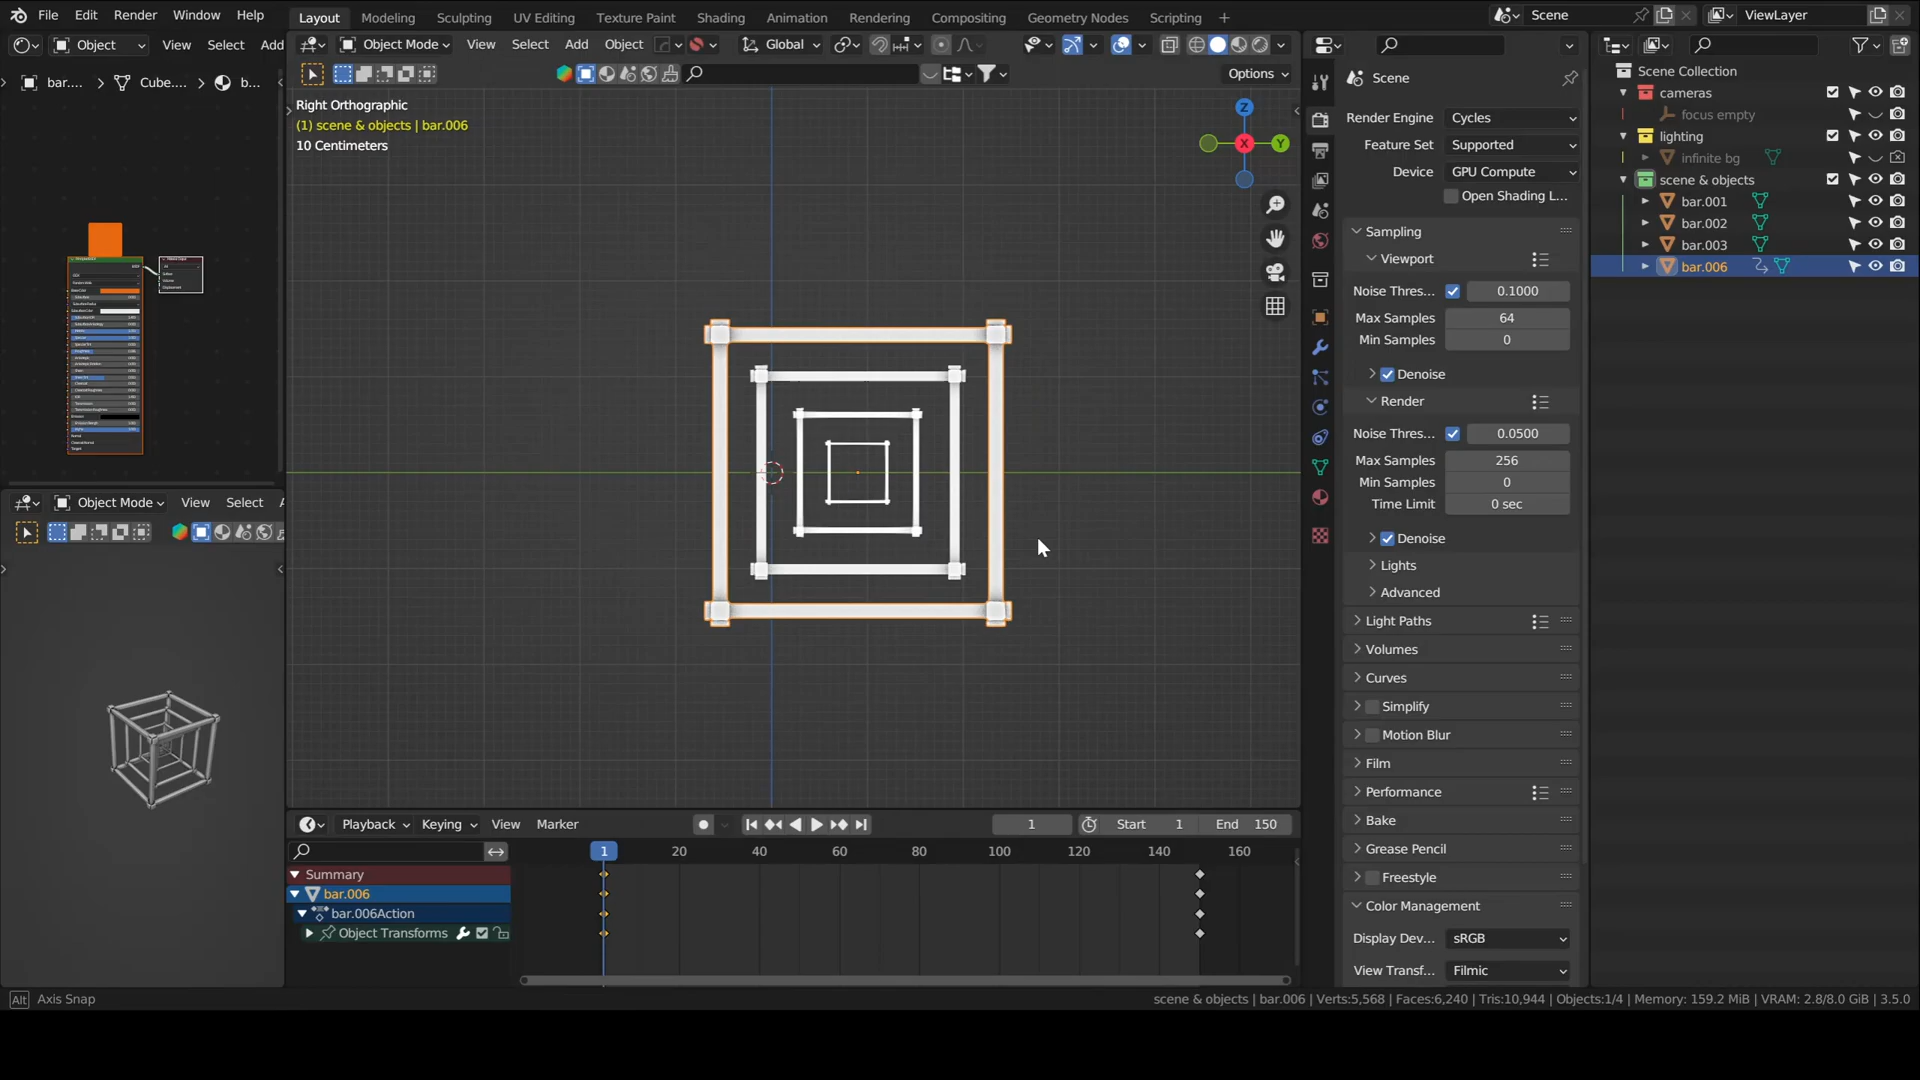 File Edit Render Window Help
Layout Modeling Sculpting UV Editing Texture Paint Shading Animation Rendering Compositing Geometry Nodes Scripting +
Scene
ViewLayer
Object View Select Add
Object Mode View Select Add Object Global
Options
bar.... > Cube.... > b...
Right Orthographic
(1) scene & objects | bar.006
10 Centimeters
Z
X
Y
Object Mode View Select
Scene
Render Engine Cycles
Feature Set Supported
Device GPU Compute
Open Shading L...
Sampling
Viewport
Noise Thres... 0.1000
Max Samples 64
Min Samples 0
Denoise
Render
Noise Thres... 0.0500
Max Samples 256
Min Samples 0
Time Limit 0 sec
Denoise
Lights
Advanced
Light Paths
Volumes
Curves
Simplify
Motion Blur
Film
Performance
Bake
Grease Pencil
Freestyle
Color Management
Display Dev... sRGB
View Transf... Filmic
Scene Collection
cameras
focus empty
lighting
infinite bg
scene & objects
bar.001
bar.002
bar.003
bar.006
Playback Keying View Marker
1 Start 1 End 150
1 20 40 60 80 100 120 140 160
Summary
bar.006
bar.006Action
Object Transforms
Alt Axis Snap
scene & objects | bar.006 | Verts:5,568 | Faces:6,240 | Tris:10,944 | Objects:1/4 | Memory: 159.2 MiB | VRAM: 2.8/8.0 GiB | 3.5.0